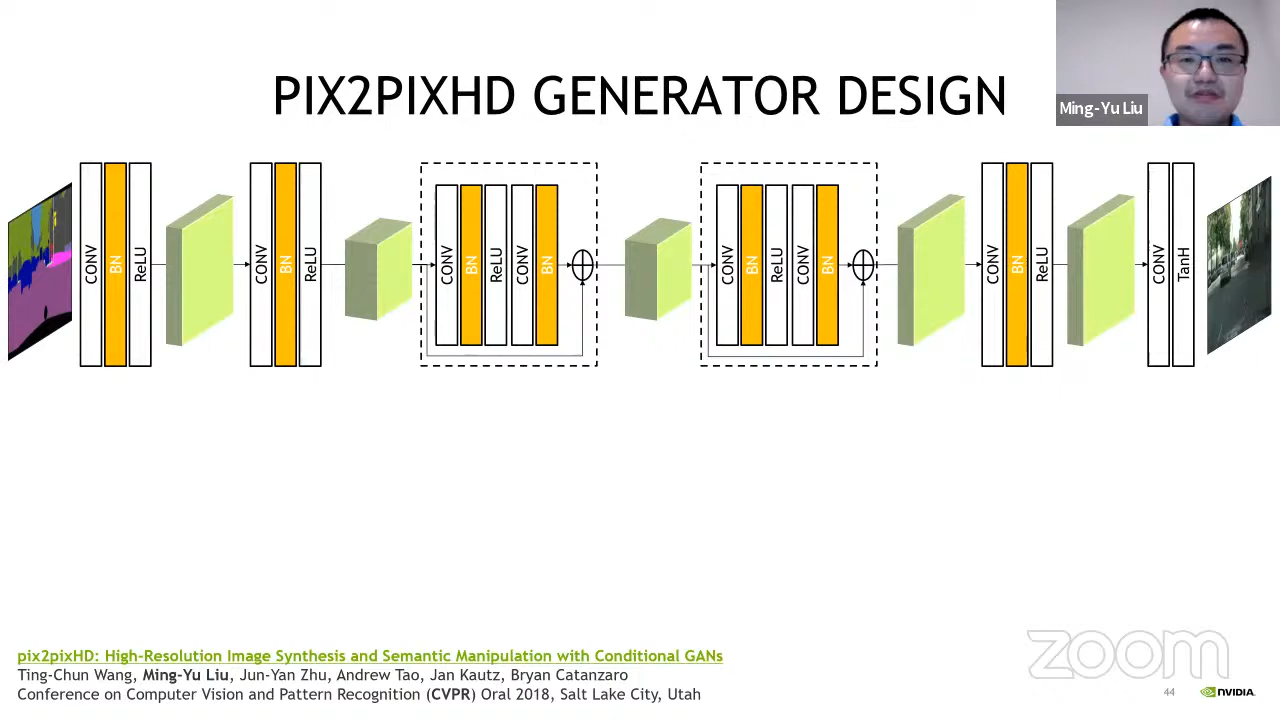 PIX2PIXHD GENERATOR DESIGN
Ming-Yu Liu
CONV
BN
ReLU
CONV
BN
ReLU
CONV
BN
ReLU
CONV
BN
CONV
BN
ReLU
CONV
BN
CONV
BN
ReLU
CONV
TanH
pix2pixHD: High-Resolution Image Synthesis and Semantic Manipulation with Conditional GANs
Ting-Chun Wang, Ming-Yu Liu, Jun-Yan Zhu, Andrew Tao, Jan Kautz, Bryan Catanzaro
Conference on Computer Vision and Pattern Recognition (CVPR) Oral 2018, Salt Lake City, Utah
zoom
44
NVIDIA.